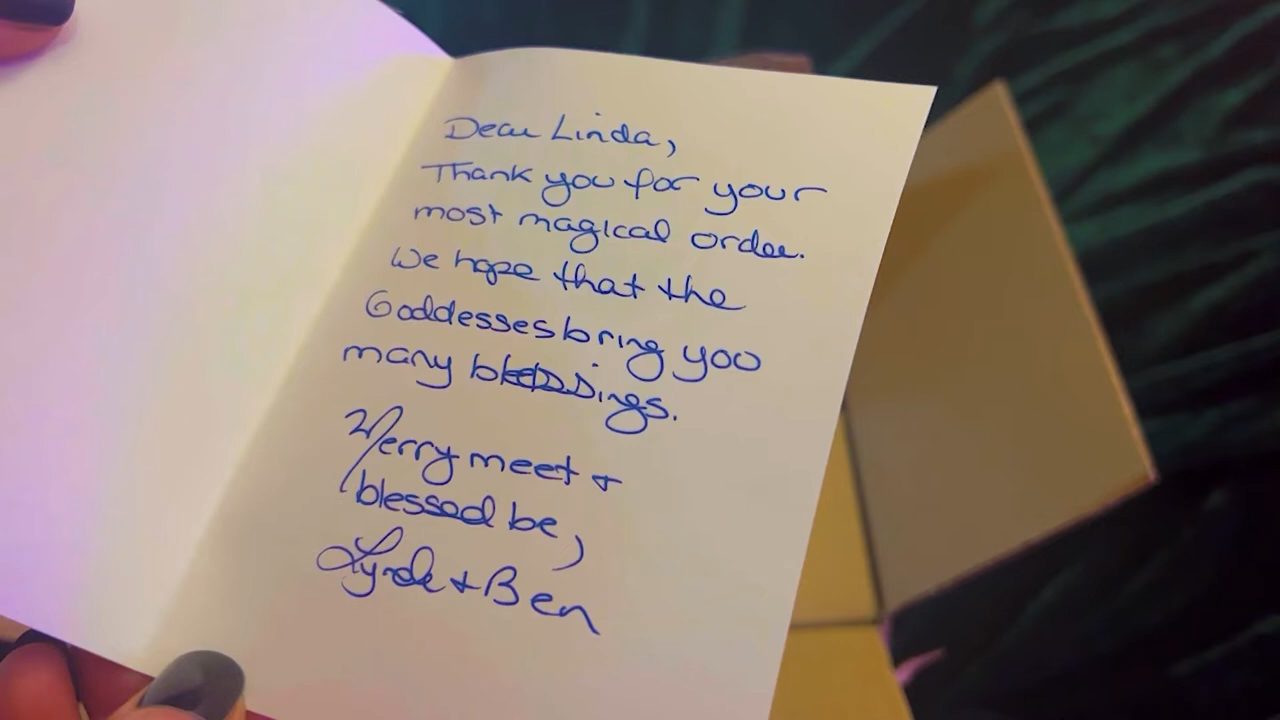 Dear Linda,
Thank you for your
most magical order.
We hope that the
Goddesses bring you
many blessings.
Merry meet +
blessed be,
+ Ben